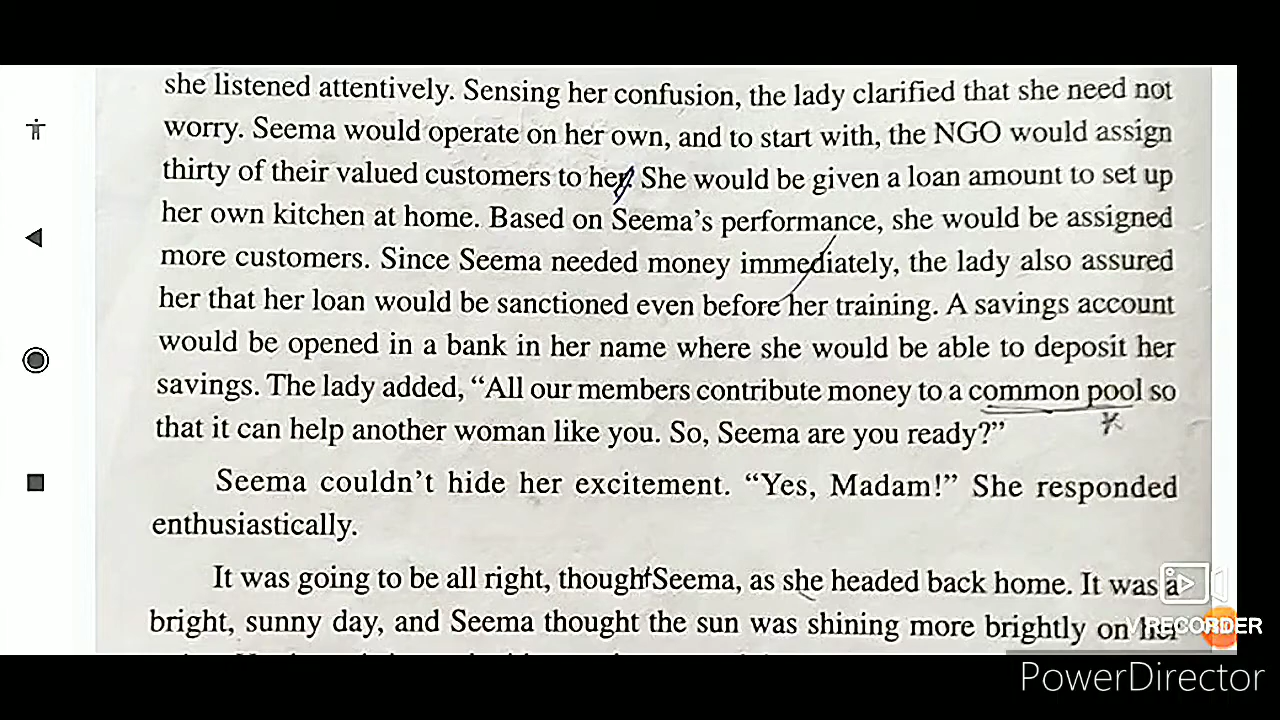 she listened attentively. Sensing her confusion, the lady clarified that she need not
worry. Seema would operate on her own, and to start with, the NGO would assign
thirty of their valued customers to her. She would be given a loan amount to set up
her own kitchen at home. Based on Seema's performance, she would be assigned
more customers. Since Seema needed money immediately, the lady also assured
her that her loan would be sanctioned even before her training. A savings account
would be opened in a bank in her name where she would be able to deposit her
savings. The lady added, “All our members contribute money to a common pool so
that it can help another woman like you. So, Seema are you ready?”
Seema couldn't hide her excitement. “Yes, Madam!” She responded
enthusiastically.
It was going to be all right, thought Seema, as she headed back home. It was a
bright, sunny day, and Seema thought the sun was shining more brightly on her
RECORDER
PowerDirector